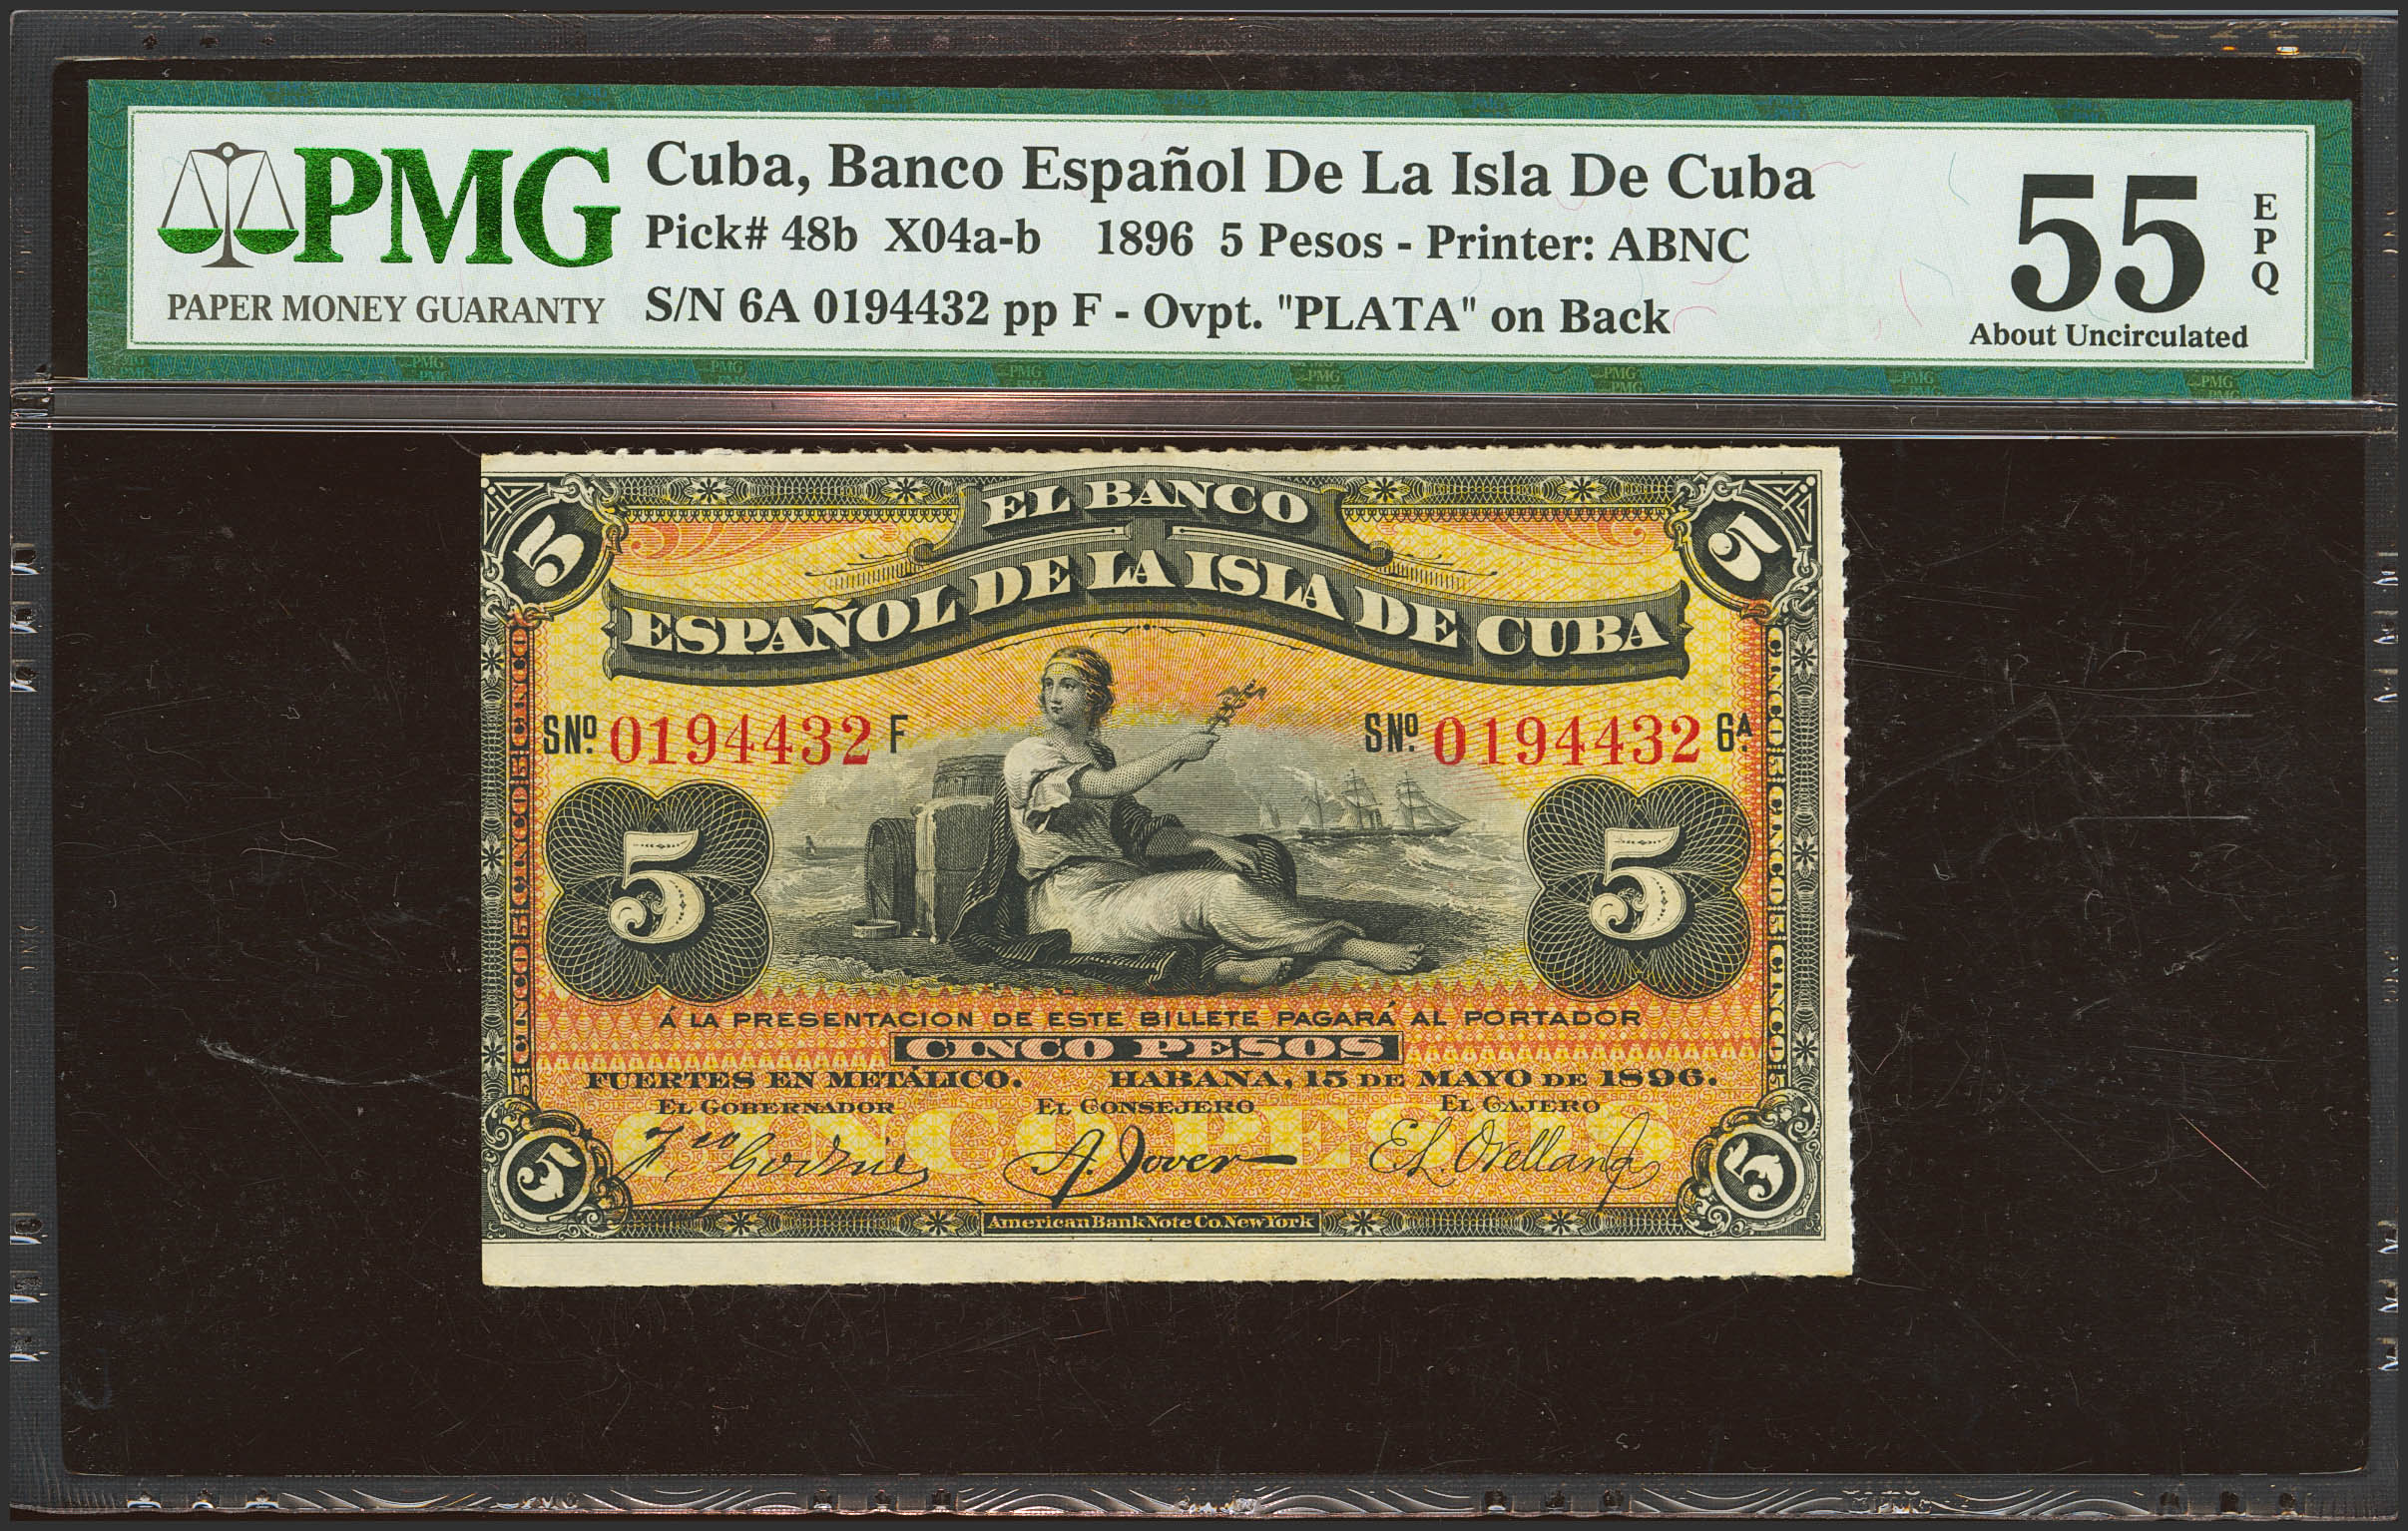 PMG
PAPER MONEY GUARANTY
Cuba, Banco Español De La Isla De Cuba
Pick# 48b X04a-b 1896 5 Pesos - Printer: ABNC
S/N 6A 0194432 pp F - Ovpt. "PLATA" on Back
55
EPQ
About Uncirculated
5
EL BANCO
5
ESPAÑOL DE LA ISLA DE CUBA
SNº. 0194432 F
SNº. 0194432 6A.
5
5
Á LA PRESENTACION DE ESTE BILLETE PAGARÁ AL PORTADOR
CINCO PESOS
FUERTES EN METÁLICO. HABANA, 15 DE MAYO DE 1896.
EL GOBERNADOR EL CONSEJERO EL CAJERO
CINCO PESOS
A. Jover
5
5
American Bank Note Co. New York